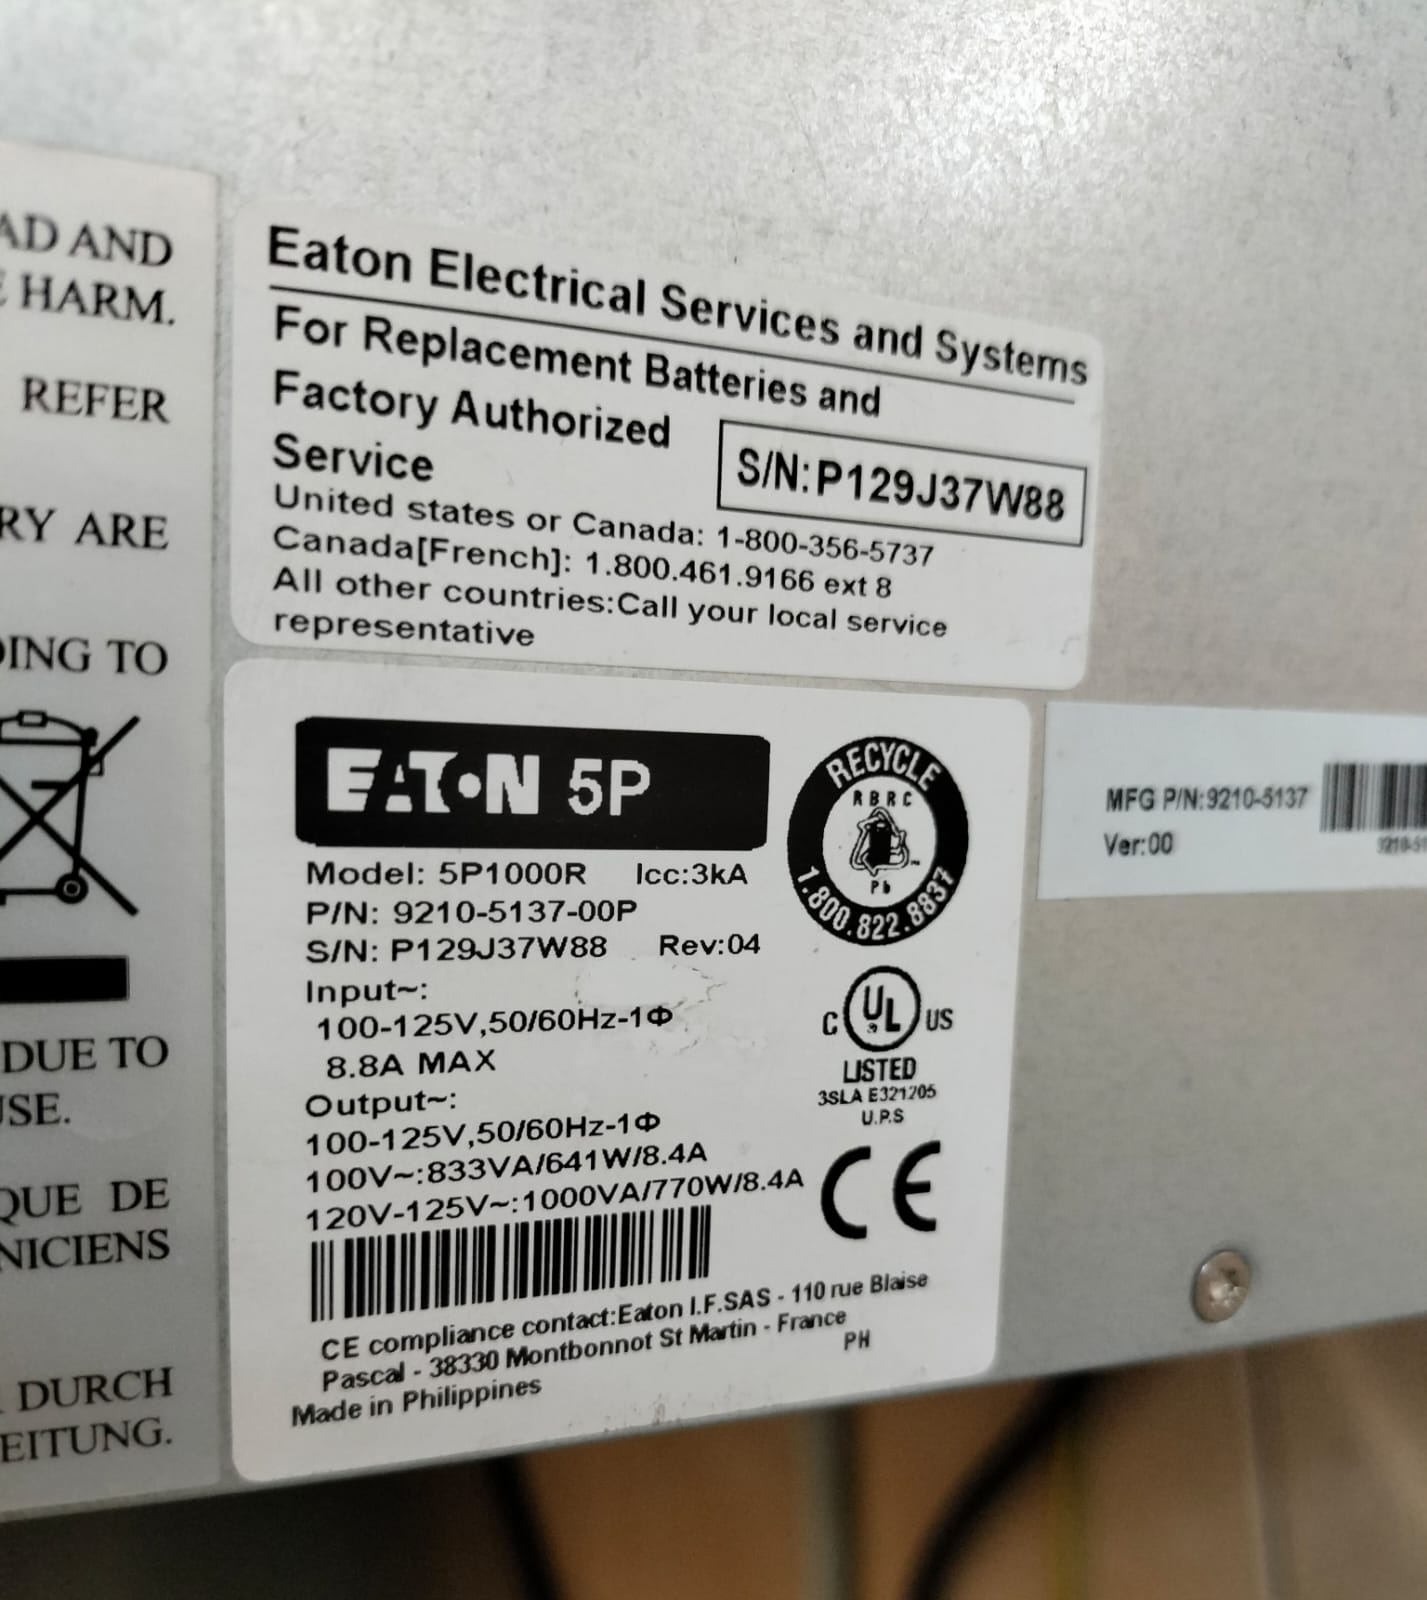 AD AND
HARM.
REFER
RY ARE
DING TO
DUE TO
USE.
QUE DE
NICIENS
DURCH
EITUNG.
Eaton Electrical Services and Systems
For Replacement Batteries and
Factory Authorized
Service
S/N:P129J37W88
United states or Canada: 1-800-356-5737
Canada[French]: 1.800.461.9166 ext 8
All other countries:Call your local service
representative
EATON 5P
Model: 5P1000R Icc:3kA
P/N: 9210-5137-00P
S/N: P129J37W88 Rev:04
Input~:
100-125V,50/60Hz-1Φ
8.8A MAX
Output~:
100-125V,50/60Hz-1Φ
100V~:833VA/641W/8.4A
120V-125V~:1000VA/770W/8.4A
CE compliance contact:Eaton I.F.SAS - 110 rue Blaise
Pascal - 38330 Montbonnot St Martin - France
PH
Made in Philippines
RECYCLE
RBRC
Pb
1.800.822.8837
C UL US
LISTED
3SLA E321205
U.P.S
CE
MFG P/N:9210-5137
Ver:00